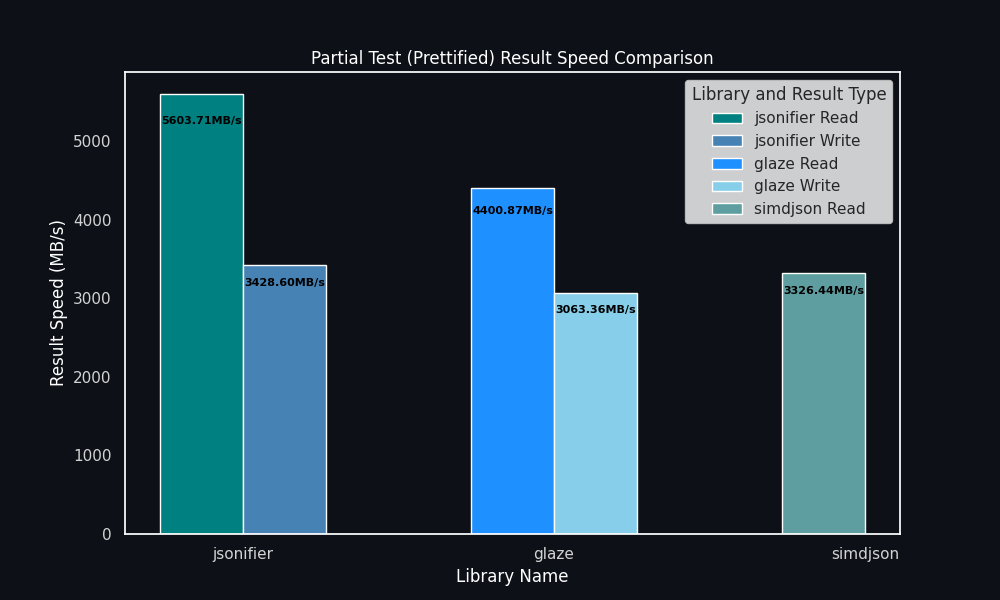 Partial Test (Prettified) Result Speed Comparison
Library and Result Type
jsonifier Read
jsonifier Write
glaze Read
glaze Write
simdjson Read
5603.71MB/s
3428.60MB/s
4400.87MB/s
3063.36MB/s
3326.44MB/s
Result Speed (MB/s)
5000
4000
3000
2000
1000
0
jsonifier
glaze
simdjson
Library Name